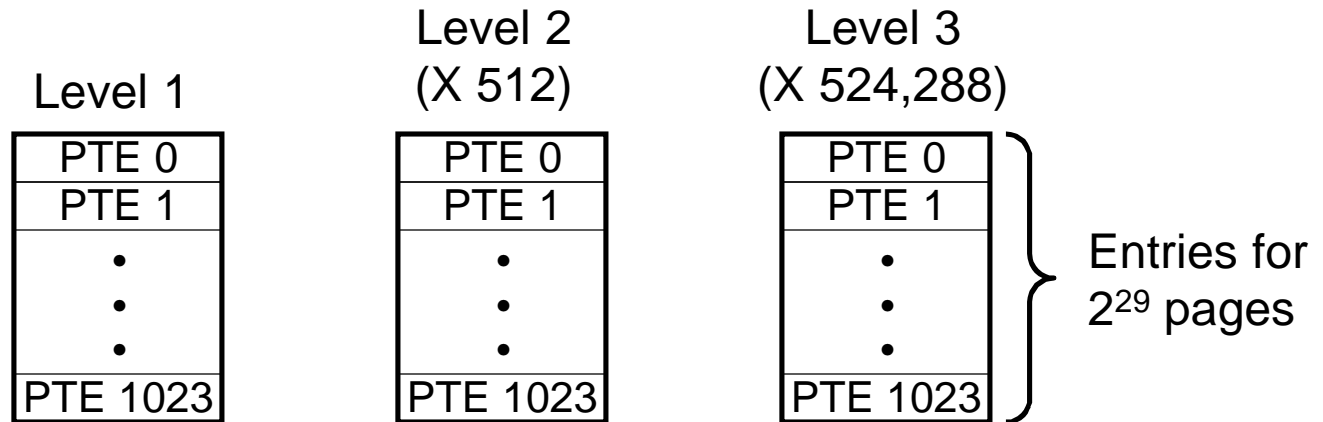 Level 1
PTE 0
PTE 1
PTE 1023
Level 2
(X 512)
PTE 0
PTE 1
PTE 1023
Level 3
(X 524,288)
PTE 0
PTE 1
PTE 1023
Entries for
2²⁹ pages